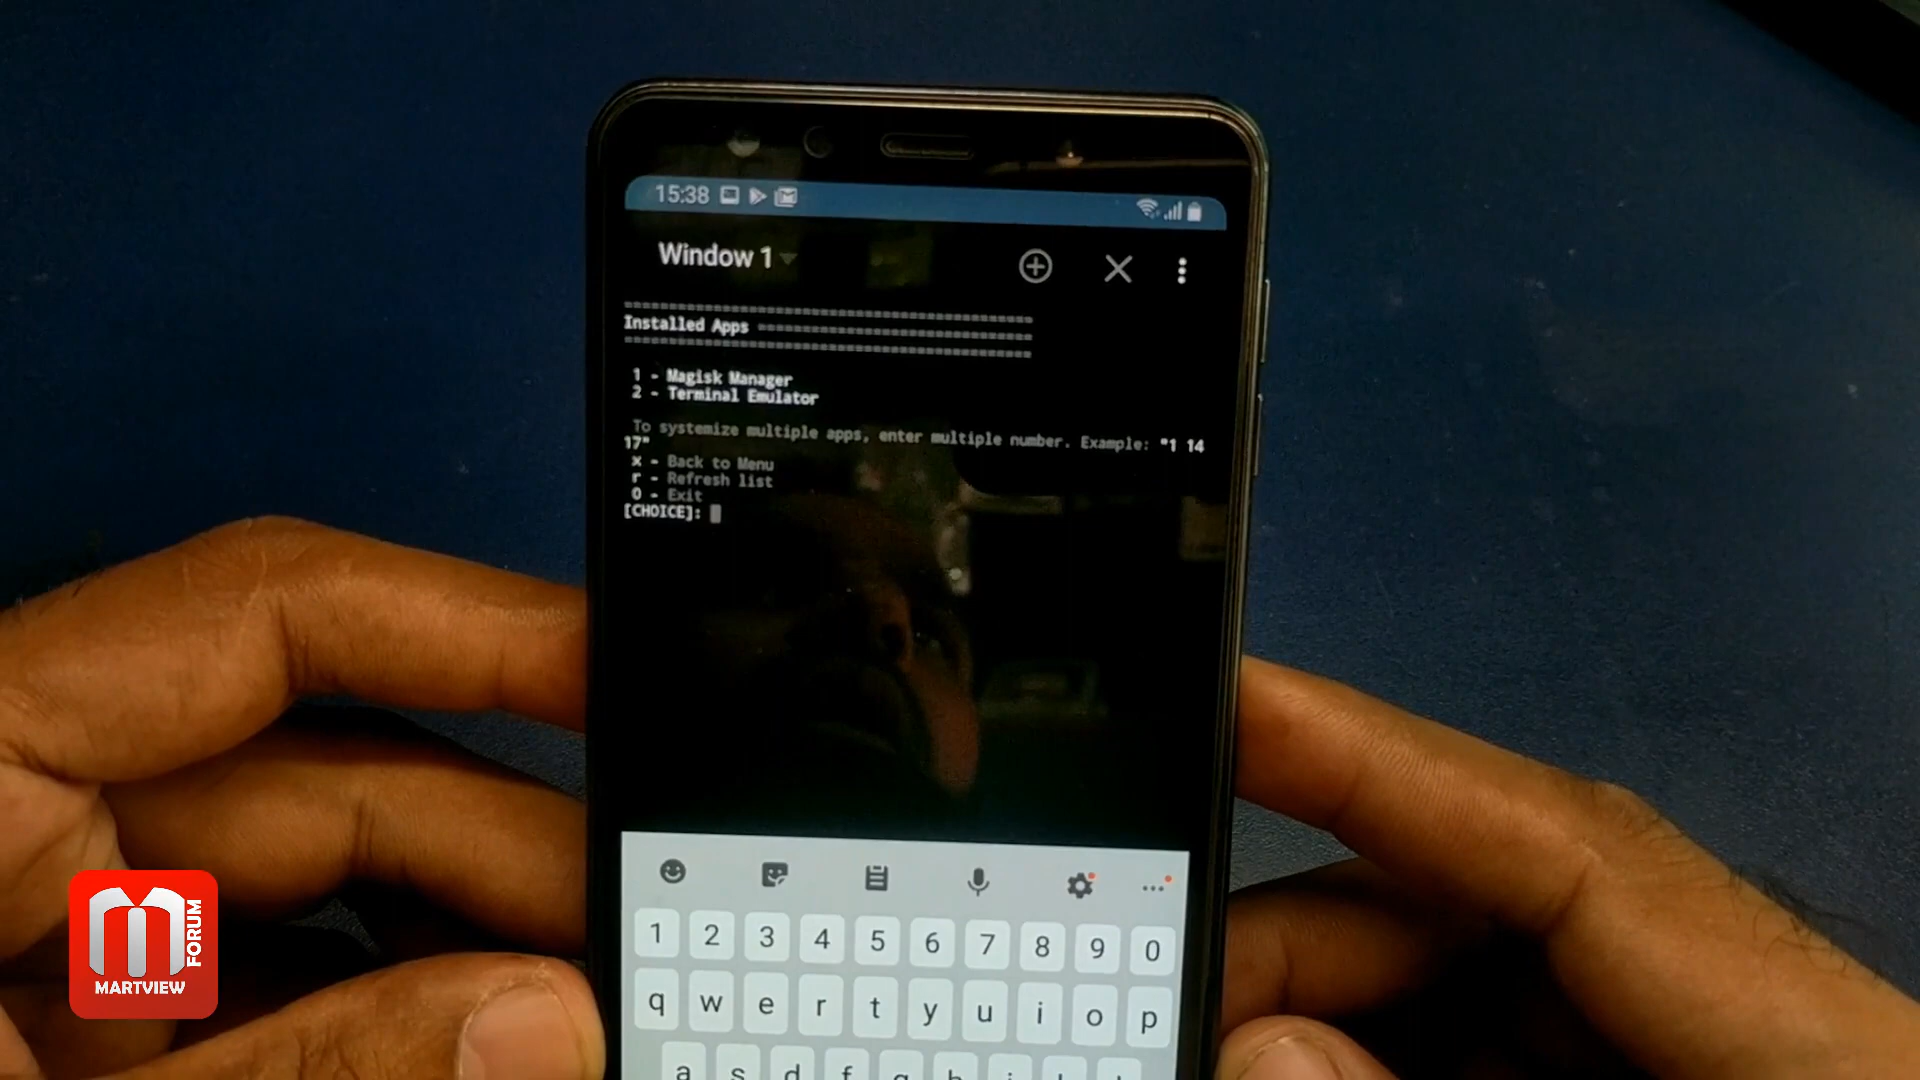 15:38
Window 1
========================================
Installed Apps ==============================
========================================
1 - Magisk Manager
2 - Terminal Emulator
To systemize multiple apps, enter multiple number. Example: "1 14
17"
x - Back to Menu
r - Refresh list
0 - Exit
[CHOICE]:
1 2 3 4 5 6 7 8 9 0
q w e r t y u i o p
a s d f g h j k l
FORUM
MARTVIEW